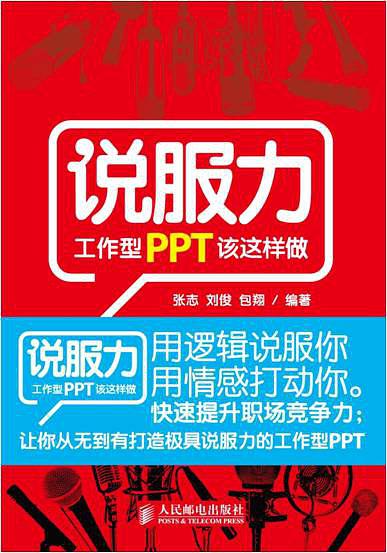 说服力
工作型PPT该这样做
张志 刘俊 包翔 / 编著
说服力
工作型PPT该这样做
用逻辑说服你
用情感打动你。
快速提升职场竞争力；
让你从无到有打造极具说服力的工作型PPT
人民邮电出版社
POSTS & TELECOM PRESS